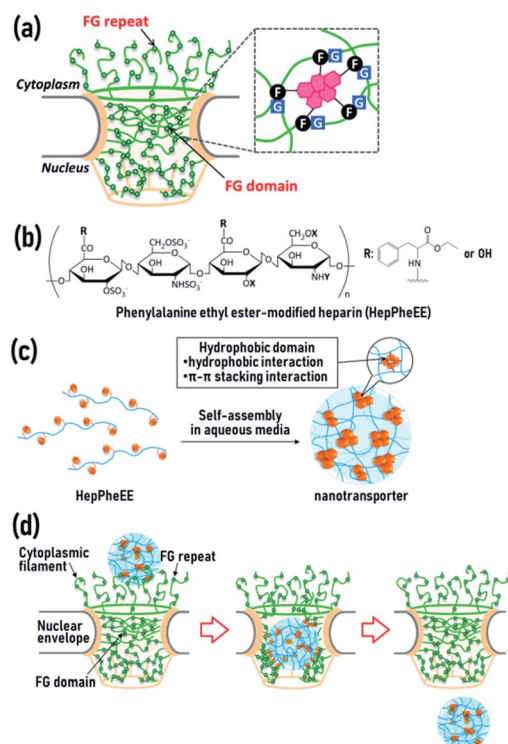 (a)
FG repeat
Cytoplasm
Nucleus
FG domain
F
G
F
G
F
G
F
G
F
G
(b)
R
CO
OH
OSO₃⁻
CH₂OSO₃⁻
OH
NHSO₃⁻
R
CO
OH
OX
CH₂OX
OH
NHY
n
R:
O
O
HN
or OH
Phenylalanine ethyl ester-modified heparin (HepPheEE)
(c)
Hydrophobic domain
•hydrophobic interaction
•π-π stacking interaction
Self-assembly
in aqueous media
HepPheEE
nanotransporter
(d)
Cytoplasmic
filament
FG repeat
Nuclear
envelope
FG domain